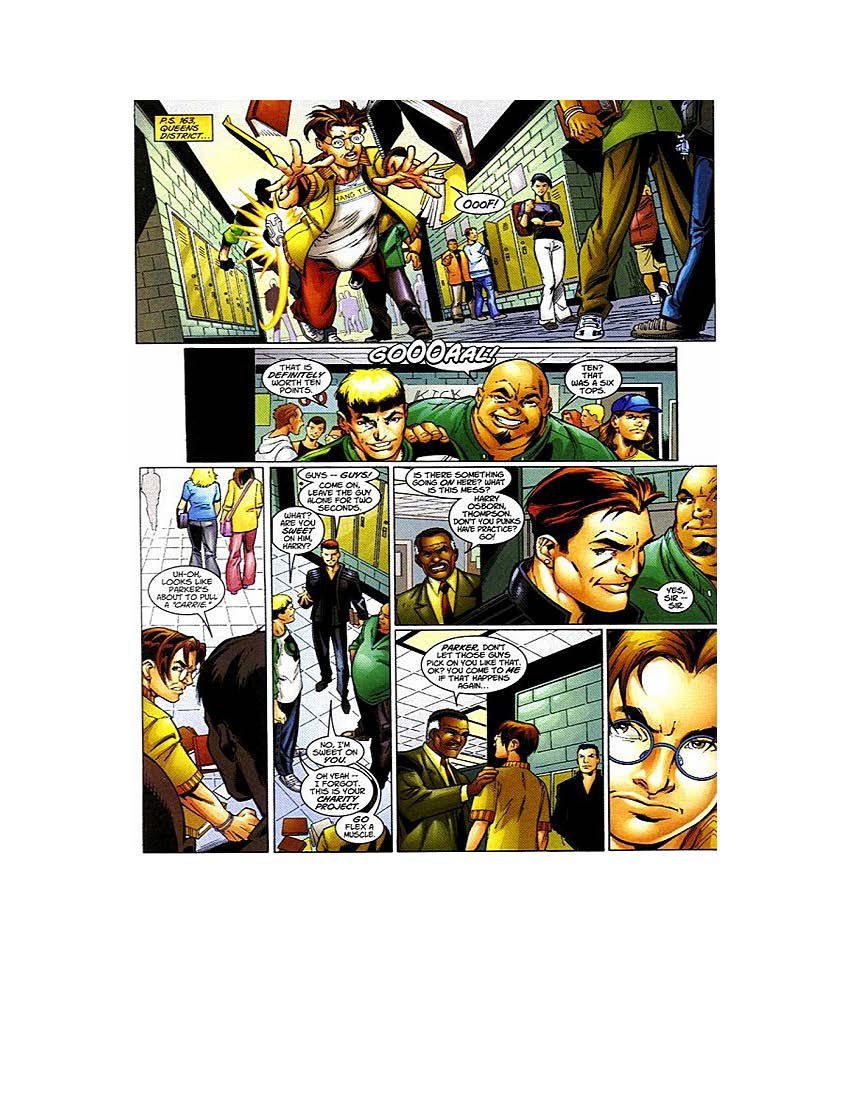 P.S. 163,
QUEENS
DISTRICT...
HANG TE
OOOF!
GOOOAAL!
THAT IS
DEFINITELY
WORTH TEN
POINTS.
KICK
TEN?
THAT
WAS A SIX
TOPS.
UH-OH,
LOOKS LIKE
PARKER'S
ABOUT TO PULL
A "CARRIE."
GUYS -- GUYS!
COME ON,
LEAVE THE GUY
ALONE FOR TWO
SECONDS.
WHAT?
ARE YOU
SWEET
ON HIM,
HARRY?
NO, I'M
SWEET ON
YOU.
OH YEAH --
I FORGOT.
THIS IS YOUR
CHARITY
PROJECT.
GO
FLEX A
MUSCLE.
IS THERE SOMETHING
GOING ON HERE? WHAT
IS THIS MESS?
HARRY
OSBORN,
THOMPSON.
DON'T YOU PUNKS
HAVE PRACTICE?
GO!
YES,
SIR --
SIR.
PARKER, DON'T
LET THOSE GUYS
PICK ON YOU LIKE THAT.
OK? YOU COME TO ME
IF THAT HAPPENS
AGAIN...